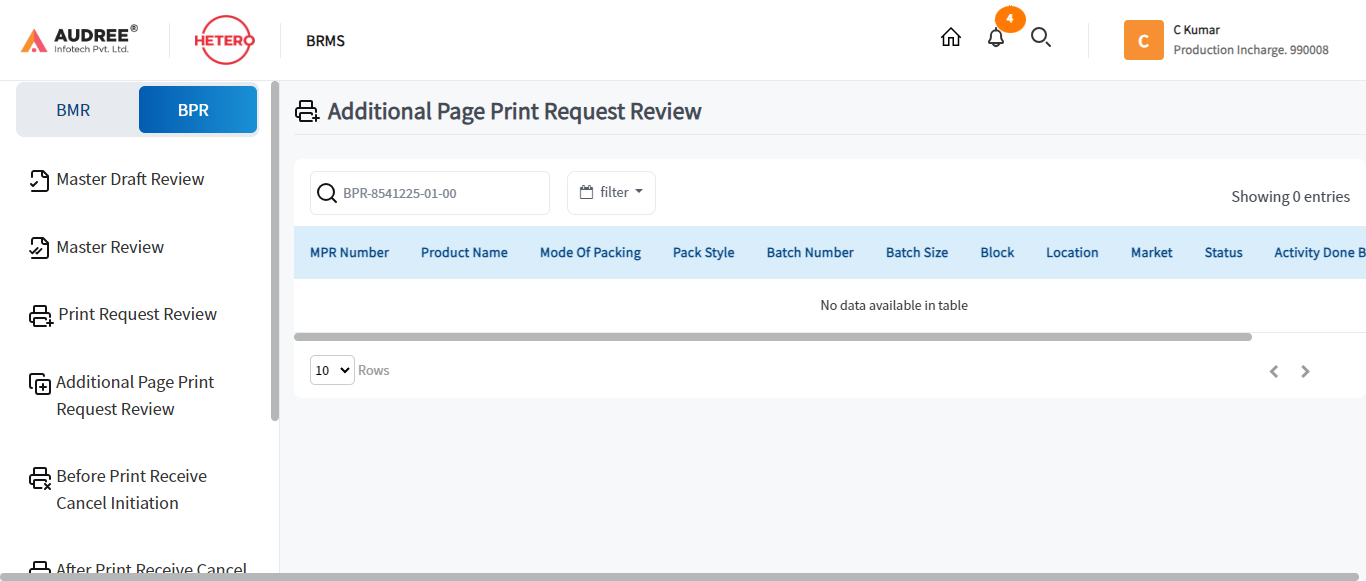 AUDREE®
Infotech Pvt. Ltd.
HETERO
BRMS
4
C
C Kumar
Production Incharge. 990008
BMR
BPR
Master Draft Review
Master Review
Print Request Review
Additional Page Print
Request Review
Before Print Receive
Cancel Initiation
After Print Receive Cancel
Additional Page Print Request Review
BPR-8541225-01-00
filter
Showing 0 entries
MPR Number Product Name Mode Of Packing Pack Style Batch Number Batch Size Block Location Market Status Activity Done B
No data available in table
10 Rows